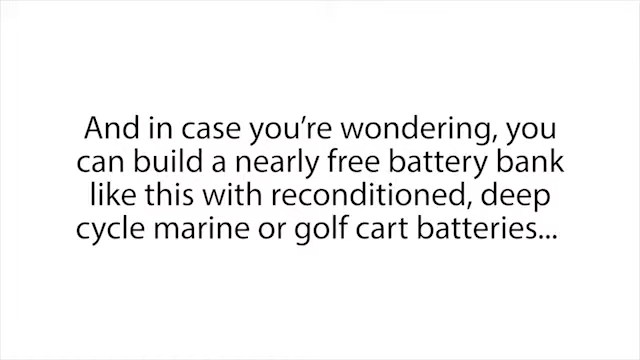 And in case you're wondering, you
can build a nearly free battery bank
like this with reconditioned, deep
cycle marine or golf cart batteries...